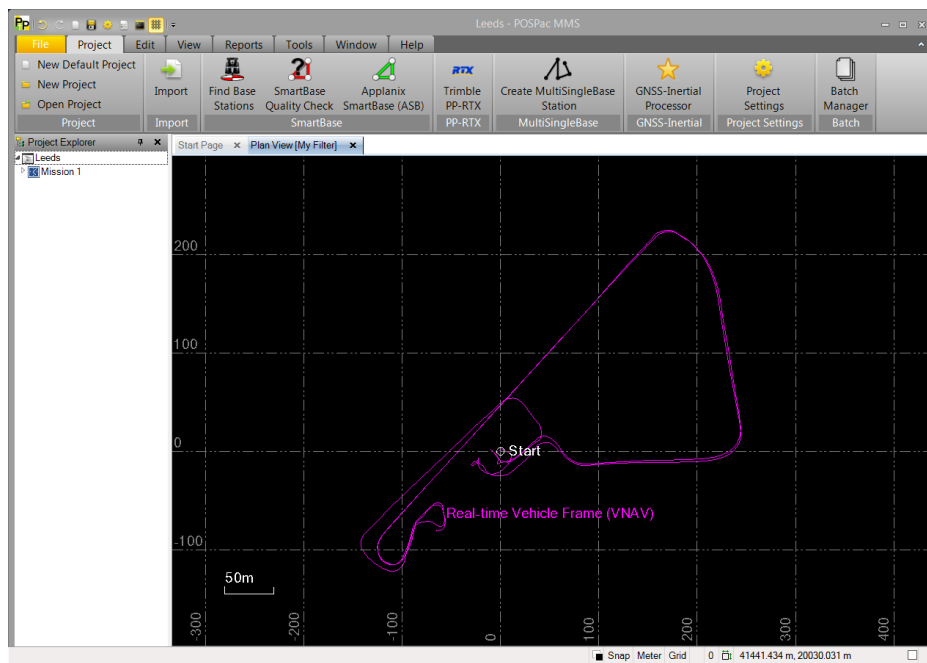 PP
Leeds - POSPac MMS
File Project Edit View Reports Tools Window Help
New Default Project
New Project
Open Project
Project
Import
Import
Find Base
Stations
SmartBase
Quality Check
Applanix
SmartBase (ASB)
SmartBase
RTX
Trimble
PP-RTX
PP-RTX
Create MultiSingleBase
Station
MultiSingleBase
GNSS-Inertial
Processor
GNSS-Inertial
Project
Settings
Project Settings
Batch
Manager
Batch
Project Explorer
Leeds
Mission 1
Start Page
Plan View [My Filter]
200
100
0
Start
Real-time Vehicle Frame (VNAV)
-100
50m
-300
-200
-100
0
100
200
300
400
Snap Meter Grid 0 41441.434 m, 20030.031 m